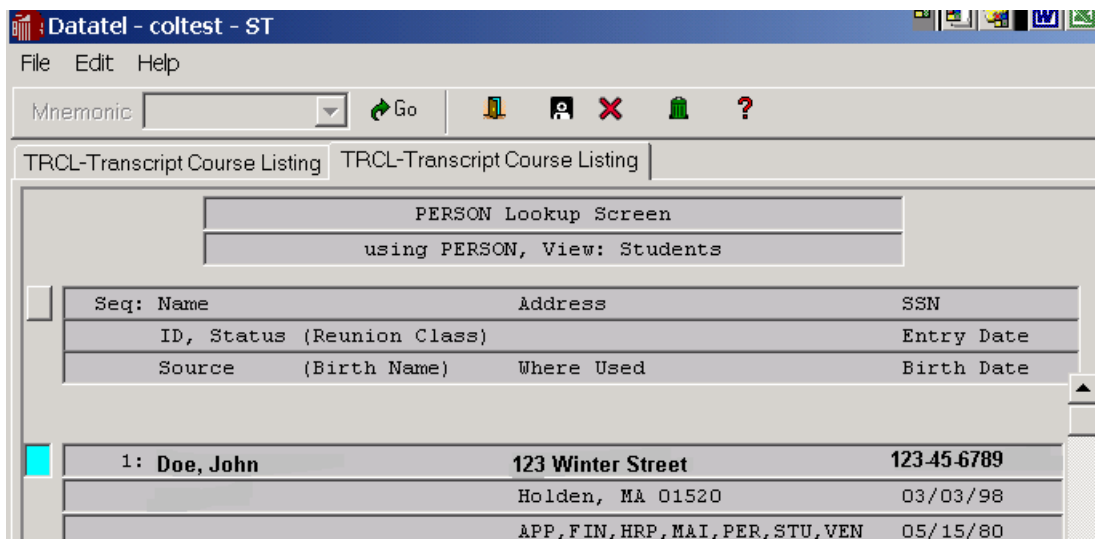 Datatel - coltest - ST
File Edit Help
Mnemonic Go ?
TRCL-Transcript Course Listing TRCL-Transcript Course Listing
PERSON Lookup Screen
using PERSON, View: Students
Seq: Name Address SSN
ID, Status (Reunion Class) Entry Date
Source (Birth Name) Where Used Birth Date
1: Doe, John 123 Winter Street 123-45-6789
Holden, MA 01520 03/03/98
APP,FIN,HRP,MAI,PER,STU,VEN 05/15/80